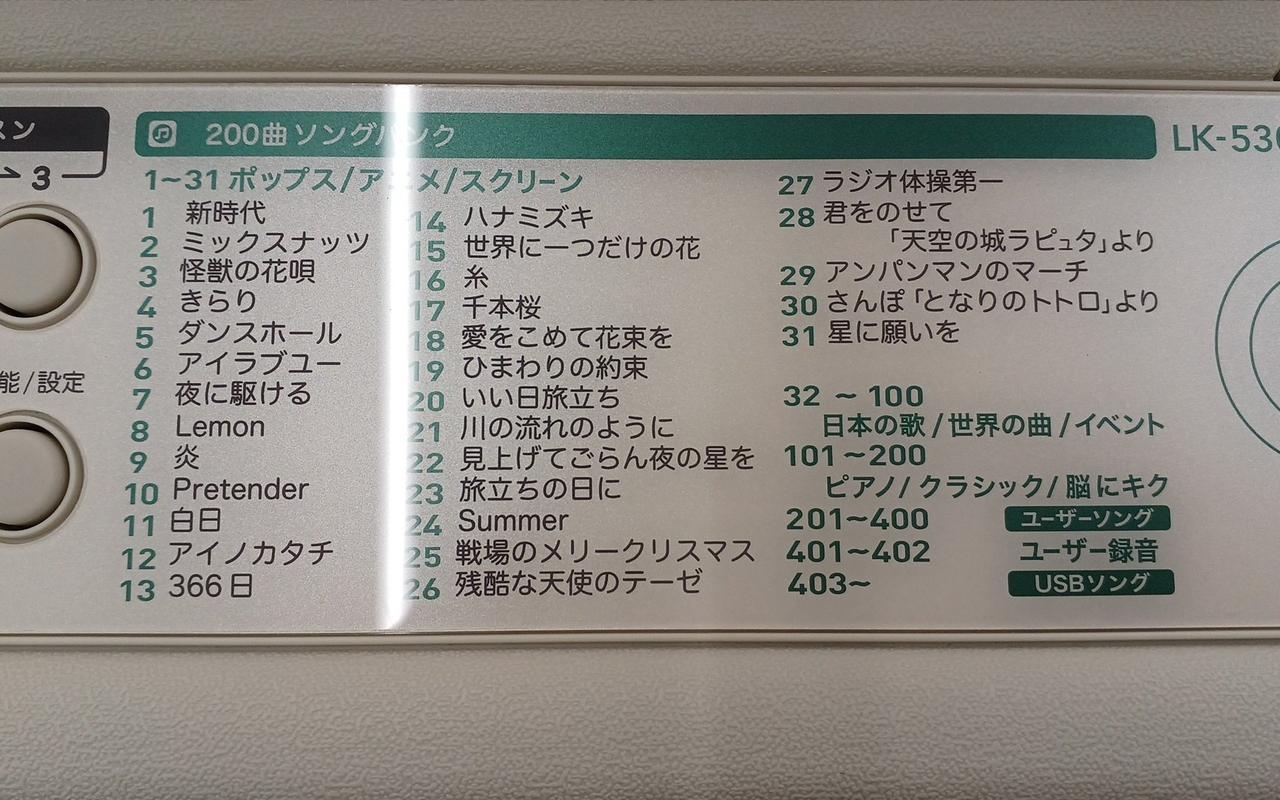 スン
3
能/設定
200曲 ソングバンク
LK-530
1~31 ポップス/アニメ/スクリーン
1 新時代
2 ミックスナッツ
3 怪獣の花唄
4 きらり
5 ダンスホール
6 アイラブユー
7 夜に駆ける
8 Lemon
9 炎
10 Pretender
11 白日
12 アイノカタチ
13 366日
14 ハナミズキ
15 世界に一つだけの花
16 糸
17 千本桜
18 愛をこめて花束を
19 ひまわりの約束
20 いい日旅立ち
21 川の流れのように
22 見上げてごらん夜の星を
23 旅立ちの日に
24 Summer
25 戦場のメリークリスマス
26 残酷な天使のテーゼ
27 ラジオ体操第一
28 君をのせて
「天空の城ラピュタ」より
29 アンパンマンのマーチ
30 さんぽ「となりのトトロ」より
31 星に願いを
32 ~ 100
日本の歌 / 世界の曲 / イベント
101~200
ピアノ / クラシック / 脳にキク
201~400 ユーザーソング
401~402 ユーザー録音
403~ USBソング